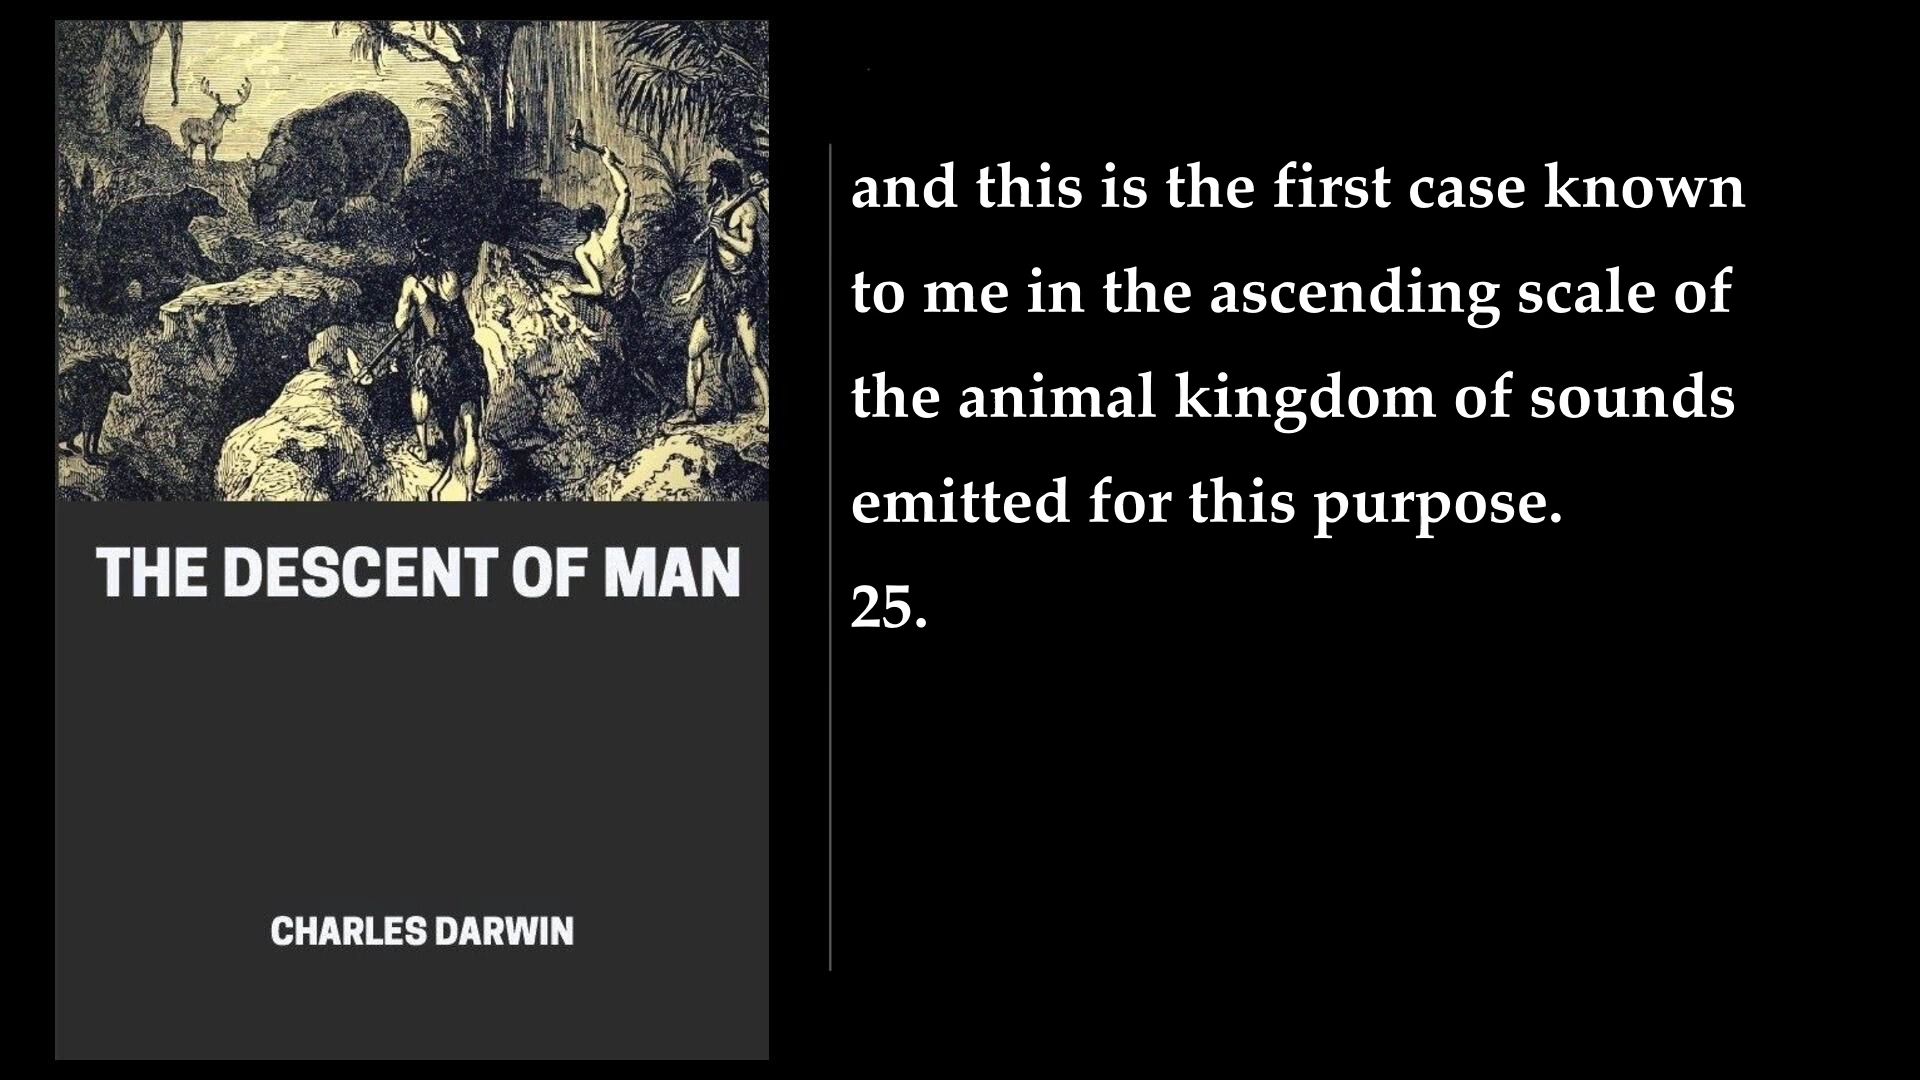 THE DESCENT OF MAN
CHARLES DARWIN
and this is the first case known
to me in the ascending scale of
the animal kingdom of sounds
emitted for this purpose.
25.